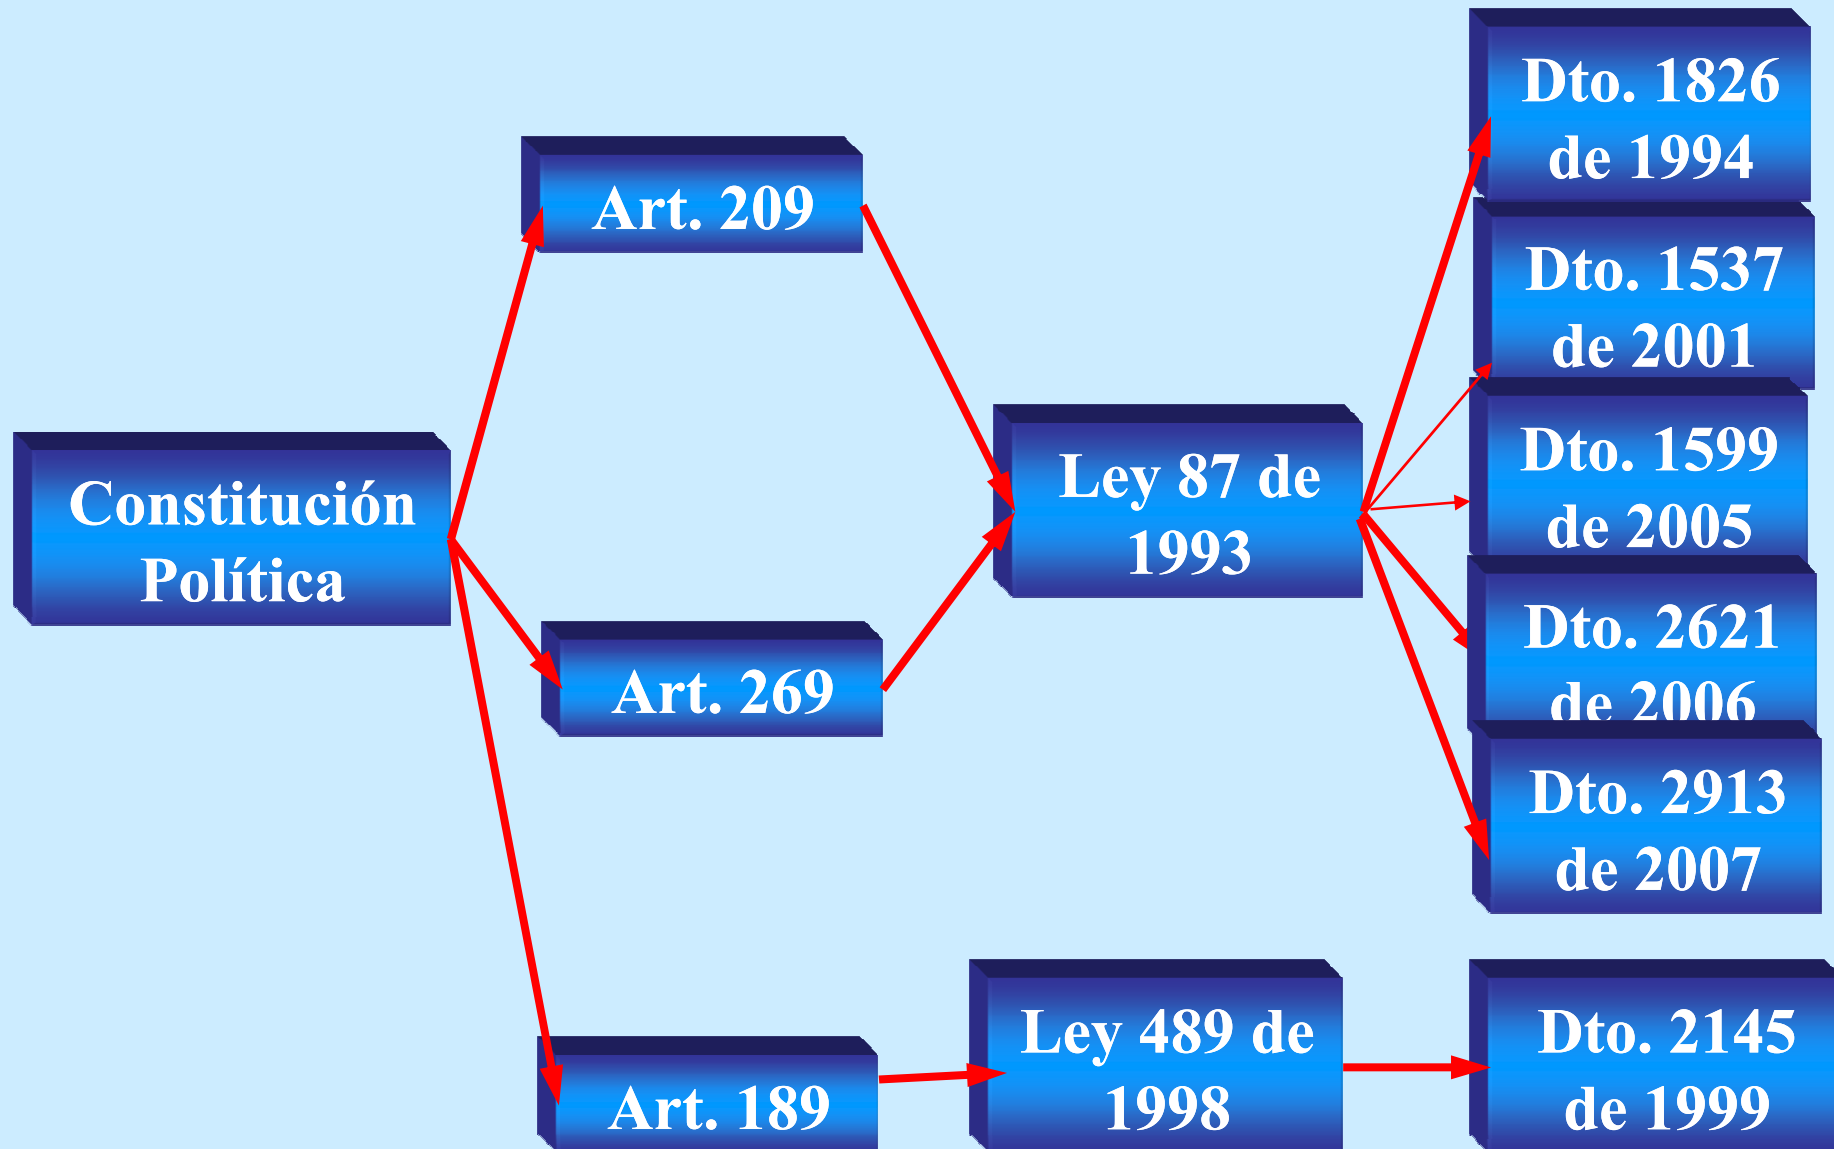 Constitución
Política
Art. 209
Art. 269
Art. 189
Ley 87 de
1993
Ley 489 de
1998
Dto. 1826
de 1994
Dto. 1537
de 2001
Dto. 1599
de 2005
Dto. 2621
de 2006
Dto. 2913
de 2007
Dto. 2145
de 1999